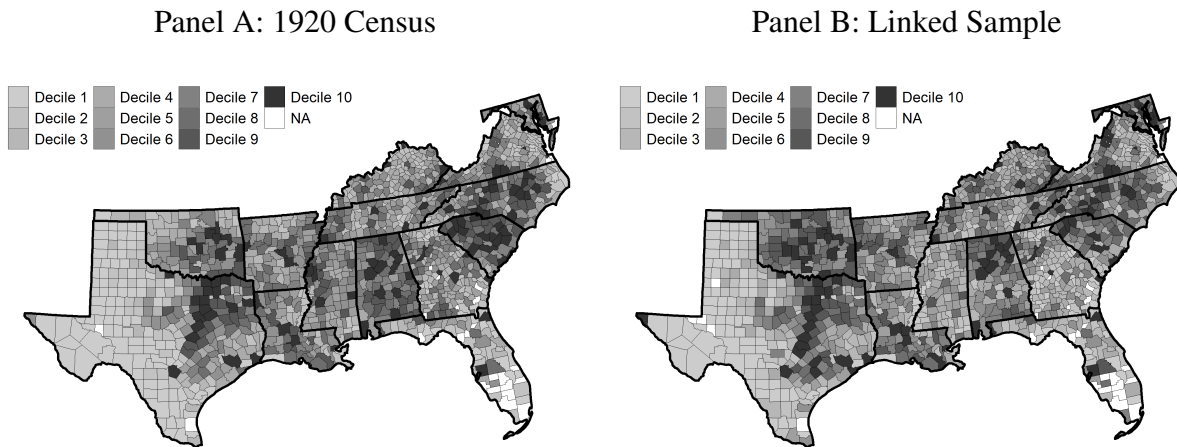 Panel A: 1920 Census
Decile 1 Decile 4 Decile 7 Decile 10
Decile 2 Decile 5 Decile 8 NA
Decile 3 Decile 6 Decile 9
Panel B: Linked Sample
Decile 1 Decile 4 Decile 7 Decile 10
Decile 2 Decile 5 Decile 8 NA
Decile 3 Decile 6 Decile 9